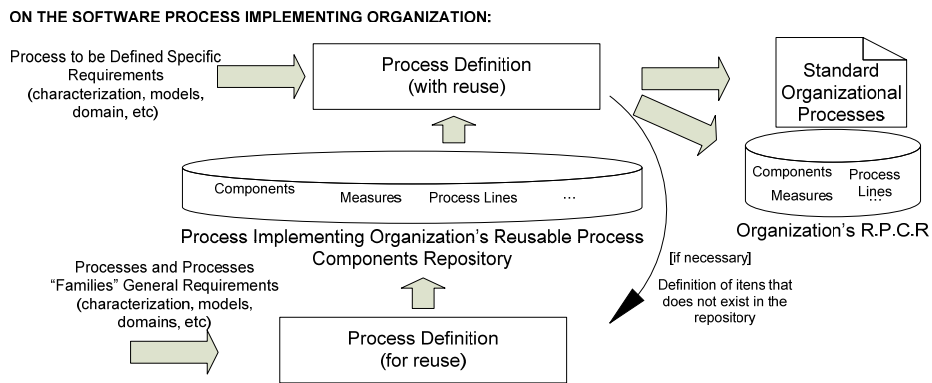 ON THE SOFTWARE PROCESS IMPLEMENTING ORGANIZATION:
Process to be Defined Specific
Requirements
(characterization, models,
domain, etc)
Process Definition
(with reuse)
Standard
Organizational
Processes
Components
Measures
Process Lines
...
Process Implementing Organization's Reusable Process
Components Repository
Components
Process
Lines
Measures
...
Organization's R.P.C.R
[if necessary]
Definition of itens that
does not exist in the
repository
Processes and Processes
"Families" General Requirements
(characterization, models,
domains, etc)
Process Definition
(for reuse)